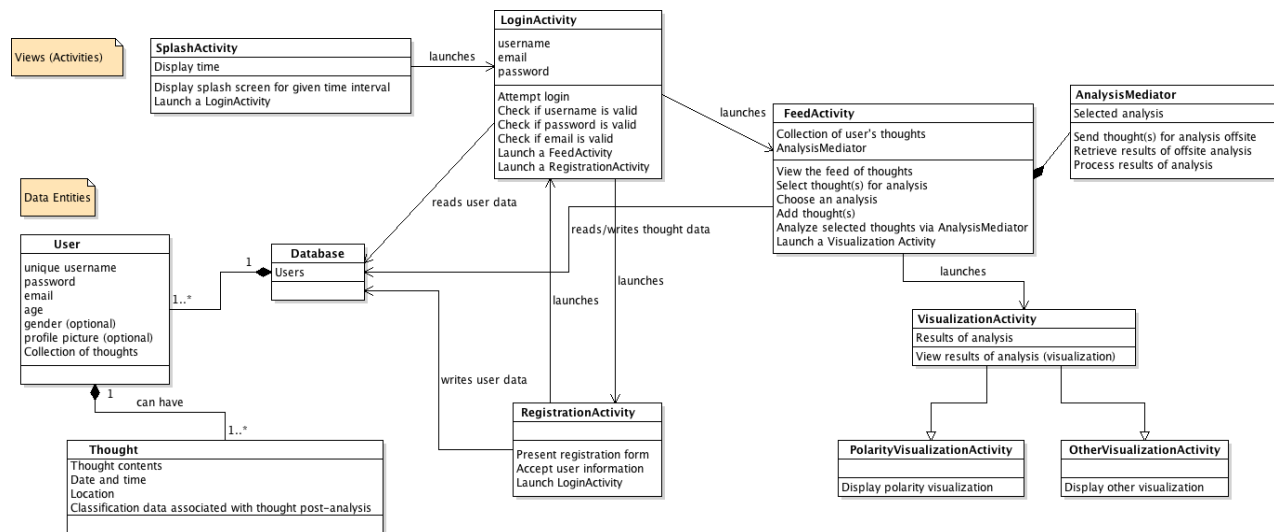 Views (Activities)
SplashActivity
Display time
Display splash screen for given time interval
Launch a LoginActivity
launches
LoginActivity
username
email
password
Attempt login
Check if username is valid
Check if password is valid
Check if email is valid
Launch a FeedActivity
Launch a RegistrationActivity
launches
FeedActivity
Collection of user's thoughts
AnalysisMediator
View the feed of thoughts
Select thought(s) for analysis
Choose an analysis
Add thought(s)
Analyze selected thoughts via AnalysisMediator
Launch a Visualization Activity
AnalysisMediator
Selected analysis
Send thought(s) for analysis offsite
Retrieve results of offsite analysis
Process results of analysis
Data Entities
reads user data
reads/writes thought data
User
unique username
password
email
age
gender (optional)
profile picture (optional)
Collection of thoughts
1
1..*
Database
Users
launches
launches
launches
VisualizationActivity
Results of analysis
View results of analysis (visualization)
writes user data
1
can have
1..*
Thought
Thought contents
Date and time
Location
Classification data associated with thought post-analysis
RegistrationActivity
Present registration form
Accept user information
Launch LoginActivity
PolarityVisualizationActivity
Display polarity visualization
OtherVisualizationActivity
Display other visualization